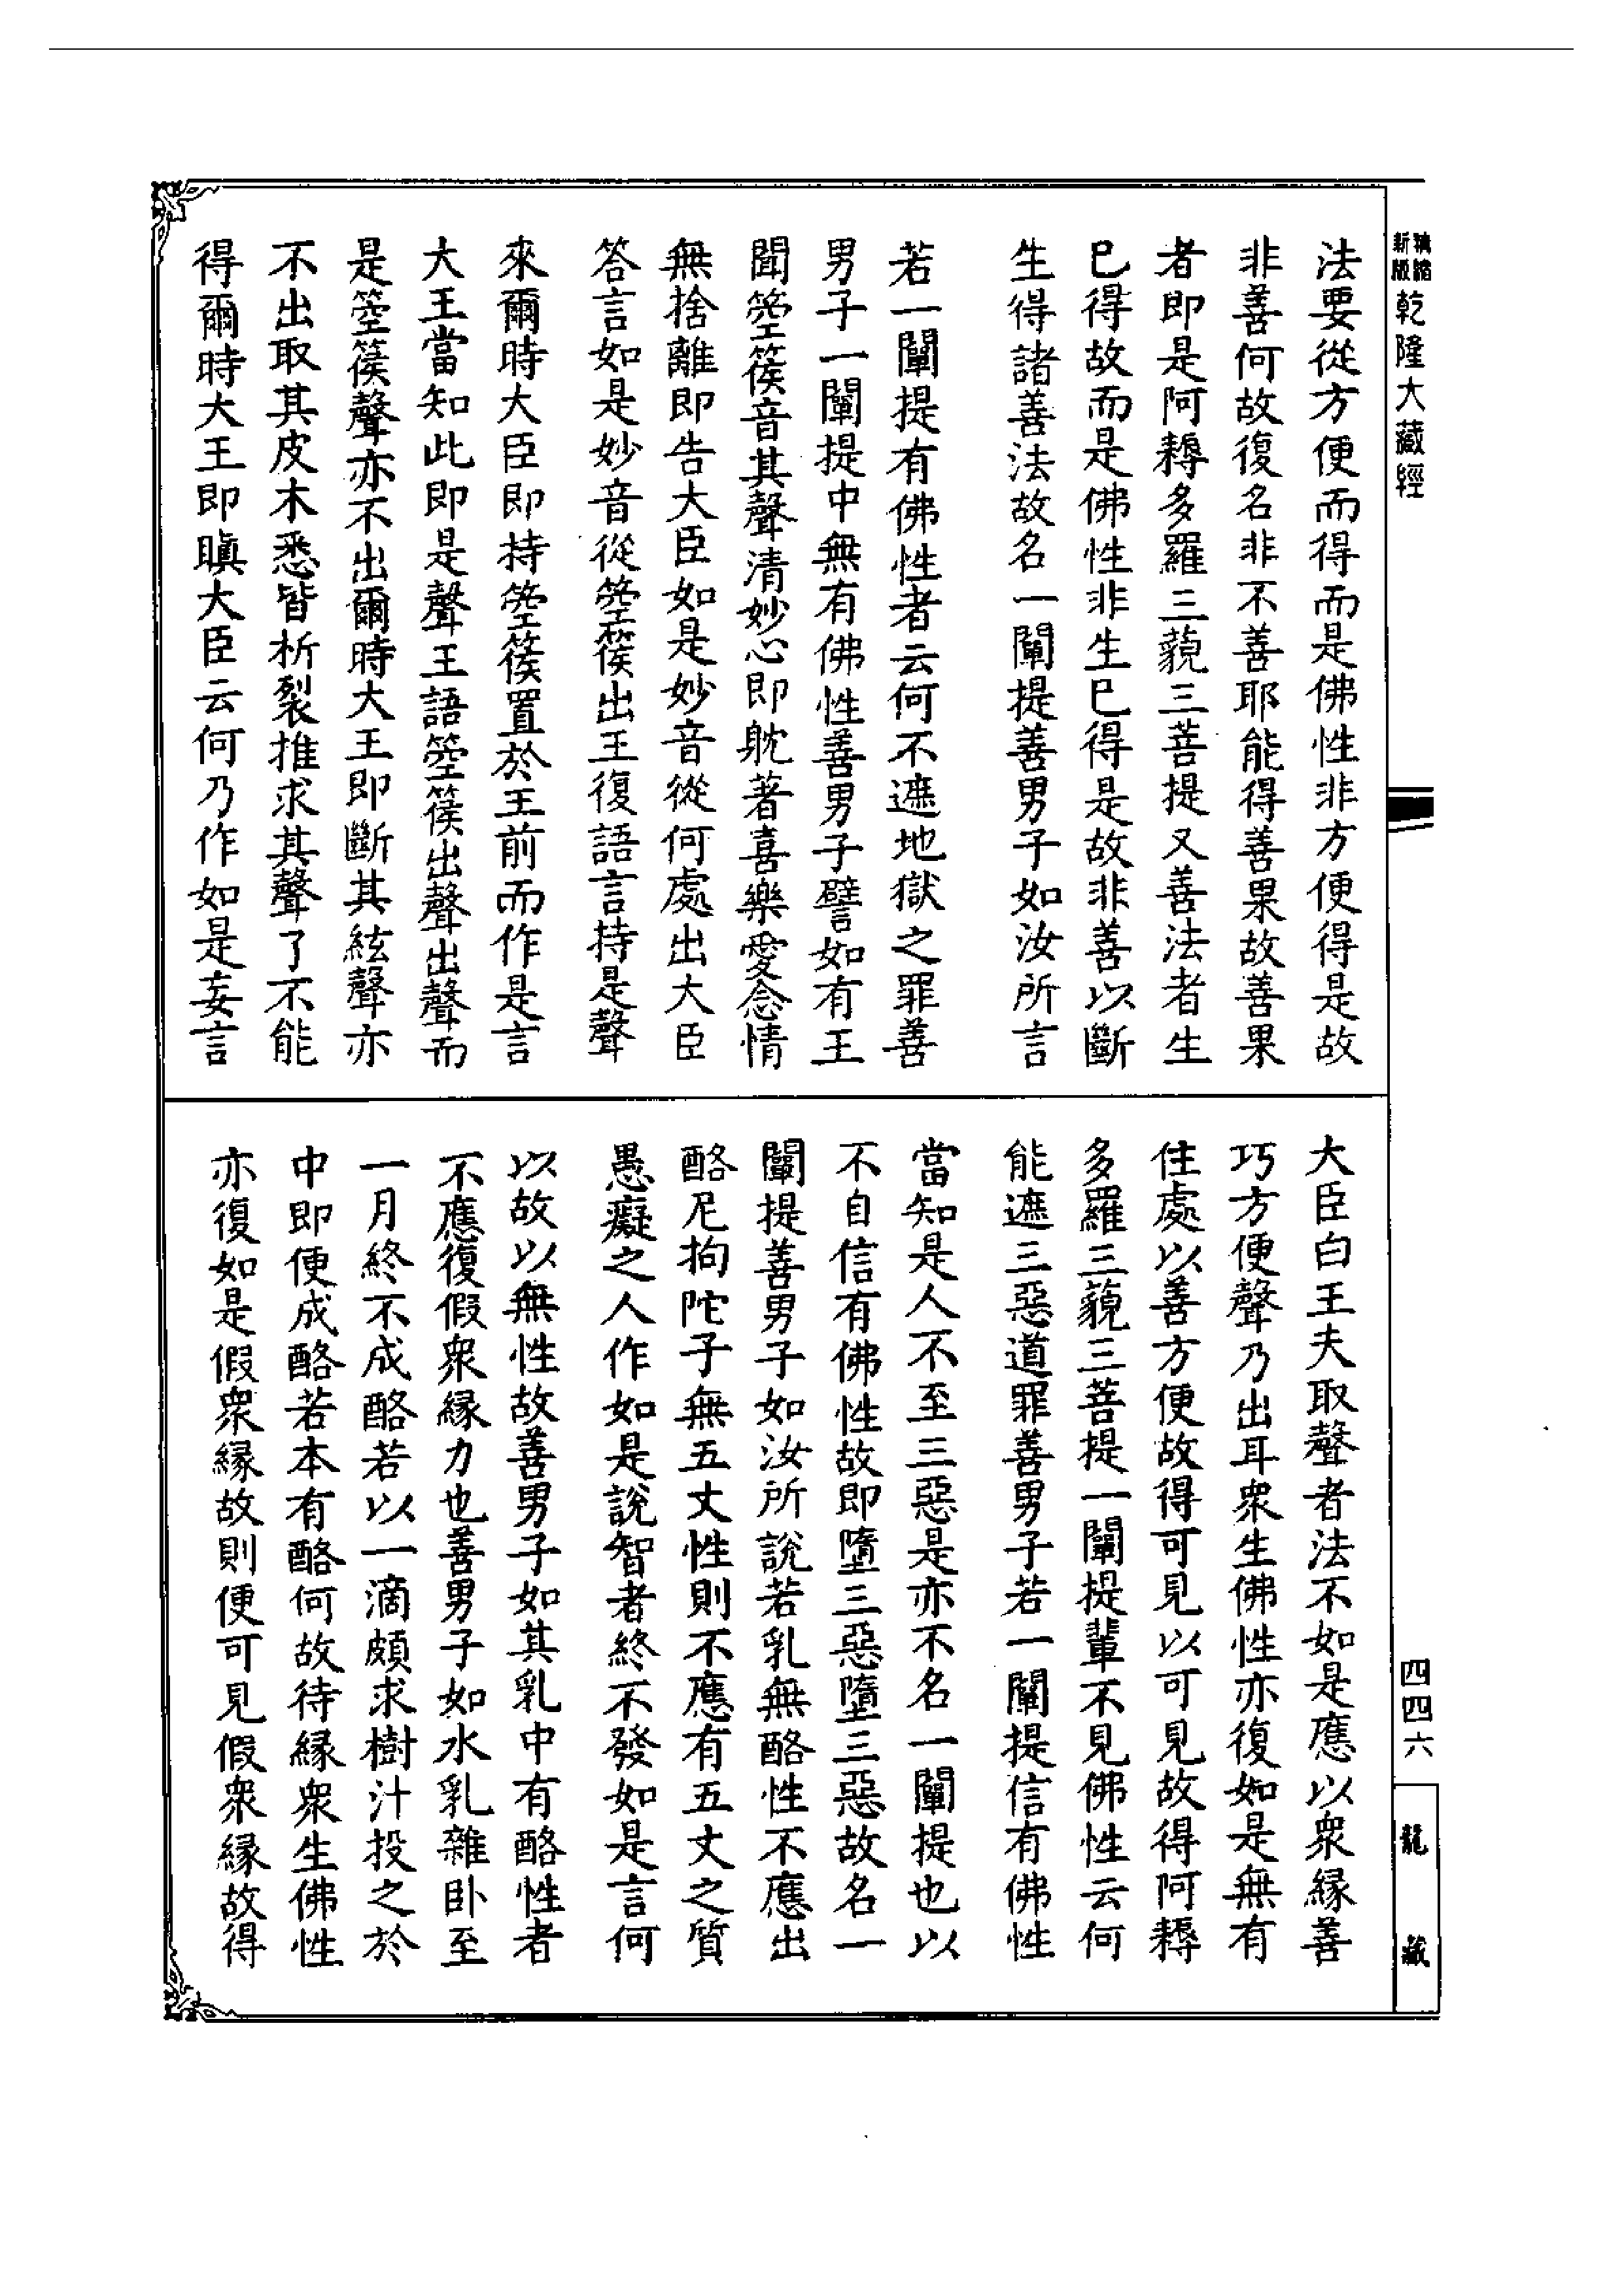 乾隆大藏經
法要從方便而得而是佛性非方便得是故
非善何故復名非不善耶能得善果故善果
者即是阿耨多羅三藐三菩提又善法者生
已得故而是佛性非生已得是故非善以斷
生得諸善法故名一闡提善男子如汝所言
若一闡提有佛性者云何不遮地獄之罪善
男子一闡提中無有佛性善男子譬如有王
聞箜篌音其聲清妙心即躭著喜樂愛念情
無捨離即告大臣如是妙音從何處出大臣
答言如是妙音從箜篌出王復語言持是聲
來爾時大臣即持箜篌置於王前而作是言
大王當知此即是聲王語箜篌出聲出聲而
是箜篌聲亦不出爾時大王即斷其絃聲亦
不出取其皮木悉皆析裂推求其聲了不能
得爾時大王即瞋大臣云何乃作如是妄言
大臣白王夫取聲者法不如是應以衆緣善
巧方便聲乃出耳衆生佛性亦復如是無有
住處以善方便故得可見以可見故得阿耨
多羅三藐三菩提一闡提輩不見佛性云何
能遮三惡道罪善男子若一闡提信有佛性
當知是人不至三惡是亦不名一闡提也以
不自信有佛性故即墮三惡墮三惡故名一
闡提善男子如汝所說若乳無酪性不應出
酪尼拘陀子無五丈性則不應有五丈之質
愚癡之人作如是說智者終不發如是言何
以故以無性故善男子如其乳中有酪性者
不應復假衆緣力也善男子如水乳雜卧至
一月終不成酪若以一滴頗求樹汁投之於
中即便成酪若本有酪何故待緣衆生佛性
亦復如是假衆緣故則便可見假衆緣故得
四四六
龍藏